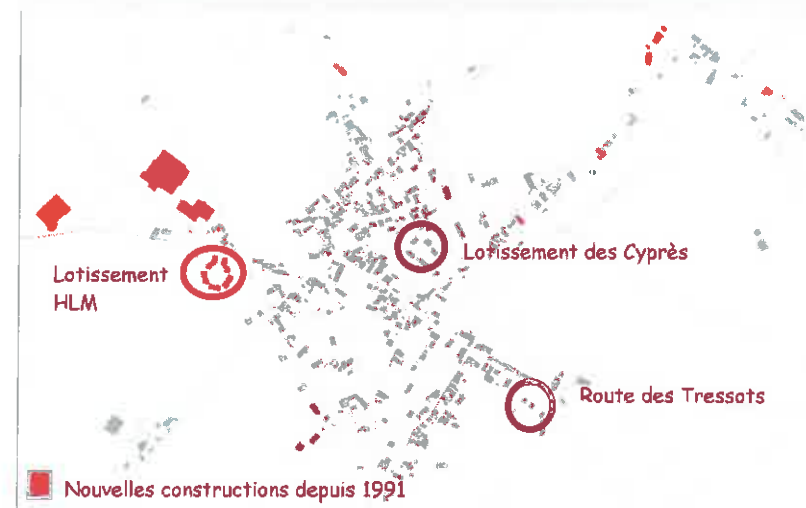 Lotissement des Cyprès
Lotissement
HLM
Route des Tressots
Nouvelles constructions depuis 1991